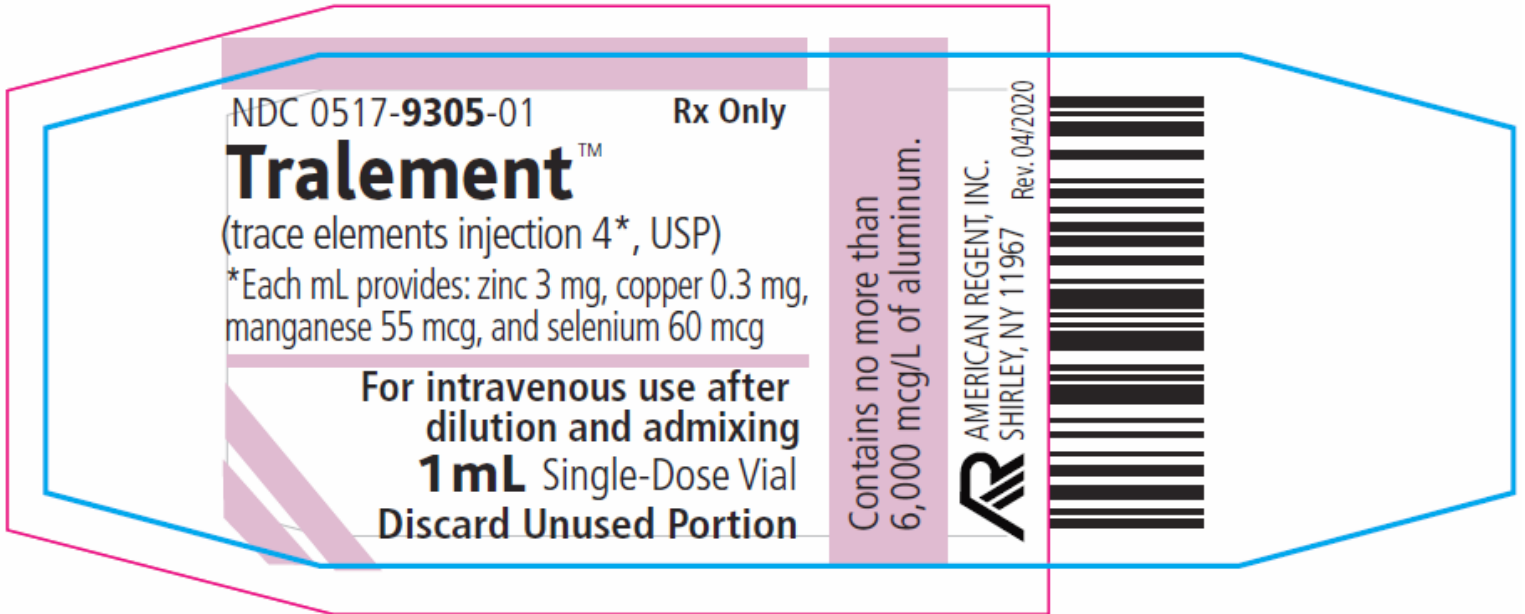 NDC 0517-9305-01 Rx Only
Tralement™
(trace elements injection 4*, USP)
*Each mL provides: zinc 3 mg, copper 0.3 mg,
manganese 55 mcg, and selenium 60 mcg
For intravenous use after
dilution and admixing
1 mL Single-Dose Vial
Discard Unused Portion
Contains no more than
6,000 mcg/L of aluminum.
AMERICAN REGENT, INC.
SHIRLEY, NY 11967
Rev. 04/2020